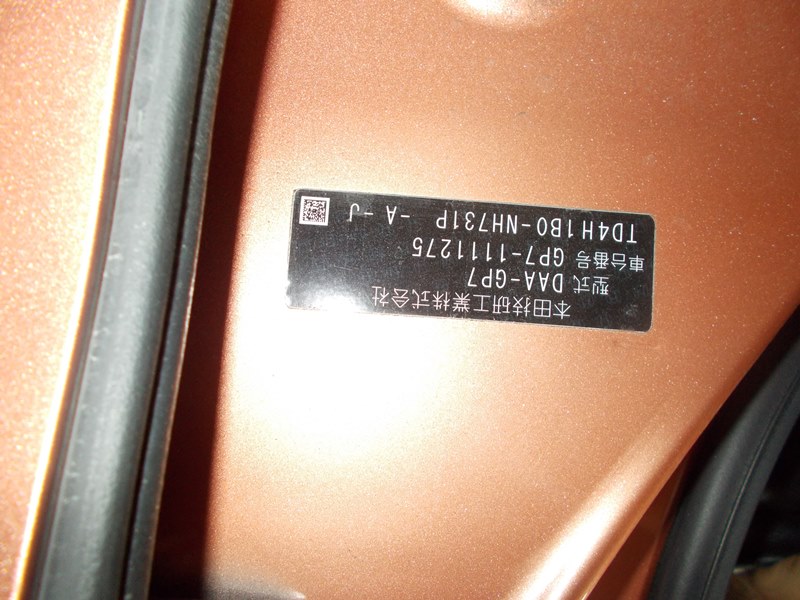 本田技研工業株式会社
型式 DAA-GP7
車台番号 GP7-1111275
TD4H1B0-NH731P -A-J